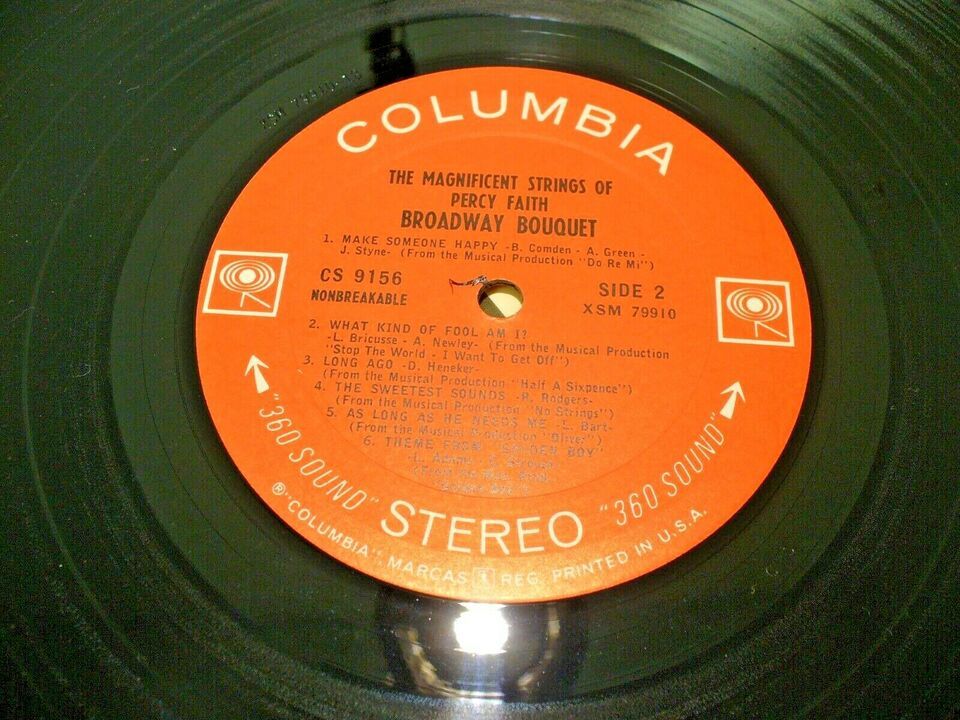 COLUMBIA
THE MAGNIFICENT STRINGS OF
PERCY FAITH
BROADWAY BOUQUET
1. MAKE SOMEONE HAPPY -B. Comden - A. Green -
J. Styne- (From the Musical Production "Do Re Mi")
CS 9156
NONBREAKABLE
SIDE 2
XSM 79910
2. WHAT KIND OF FOOL AM I?
-L. Bricusse - A. Newley- (From the Musical Production
"Stop The World - I Want To Get Off")
3. LONG AGO -D. Heneker-
(From the Musical Production "Half A Sixpence")
4. THE SWEETEST SOUNDS -R. Rodgers-
(From the Musical Production "No Strings")
5. AS LONG AS HE NEEDS ME -L. Bart-
(From the Musical Production "Oliver")
6. THEME FROM "GOLDEN BOY"
(From the
"360 SOUND" STEREO "360 SOUND"
Ⓟ "COLUMBIA", MARCAS REG. PRINTED IN U.S.A.